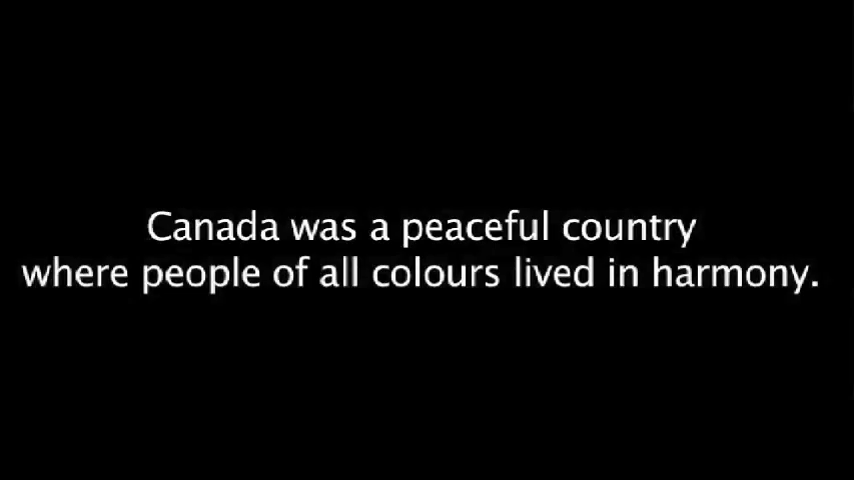 Canada was a peaceful country
where people of all colours lived in harmony.